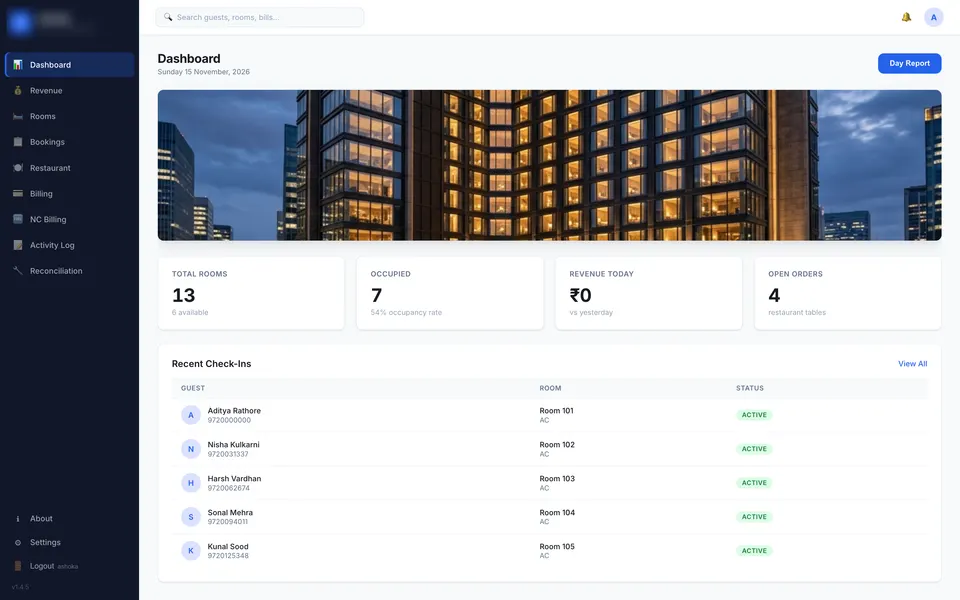 Search guests, rooms, bills...
A
Dashboard
Revenue
Rooms
Bookings
Restaurant
Billing
NC Billing
Activity Log
Reconciliation
About
Settings
Logout ashoka
v1.4.5
Dashboard
Sunday 15 November, 2026
Day Report
TOTAL ROOMS
13
6 available
OCCUPIED
7
54% occupancy rate
REVENUE TODAY
₹0
vs yesterday
OPEN ORDERS
4
restaurant tables
Recent Check-Ins
View All
GUEST ROOM STATUS
A Aditya Rathore Room 101 ACTIVE
9720000000 AC
N Nisha Kulkarni Room 102 ACTIVE
9720031337 AC
H Harsh Vardhan Room 103 ACTIVE
9720062674 AC
S Sonal Mehra Room 104 ACTIVE
9720094011 AC
K Kunal Sood Room 105 ACTIVE
9720125348 AC